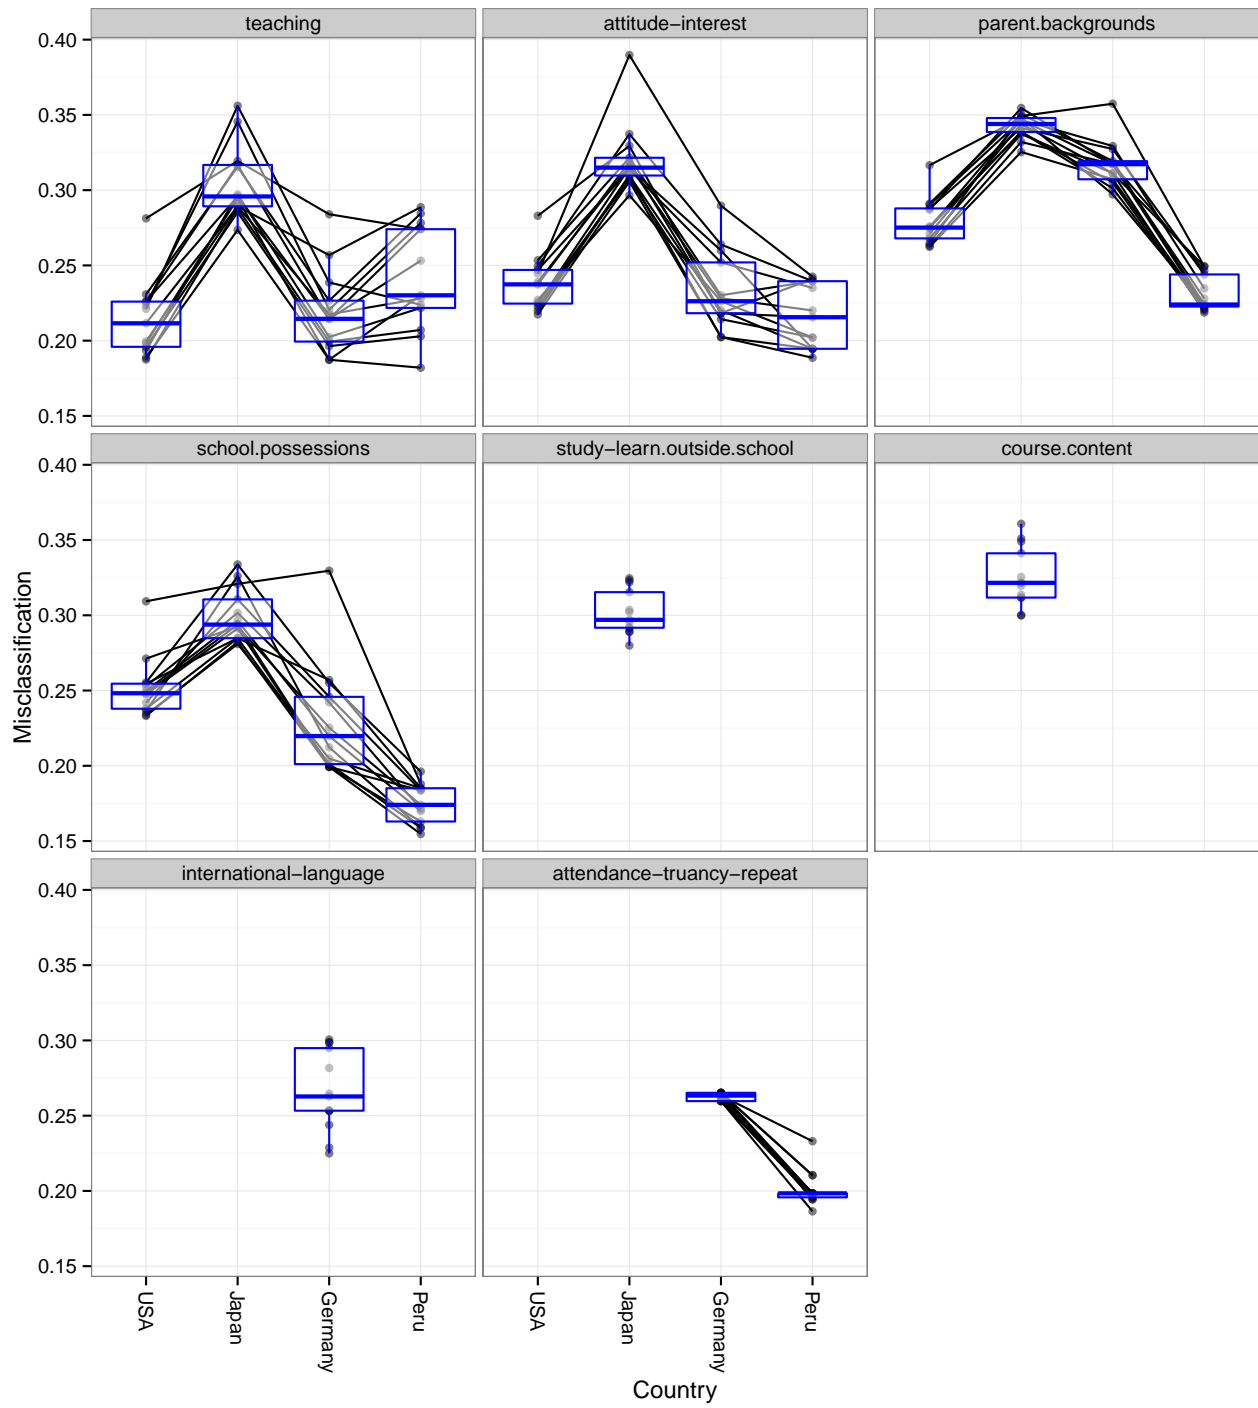 teaching
attitude−interest
parent.backgrounds
0.40
0.35
0.30
0.25
0.20
0.15
school.possessions
study−learn.outside.school
course.content
0.40
0.35
0.30
0.25
0.20
0.15
Misclassification
international−language
attendance−truancy−repeat
0.40
0.35
0.30
0.25
0.20
0.15
USA
Japan
Germany
Peru
USA
Japan
Germany
Peru
Country